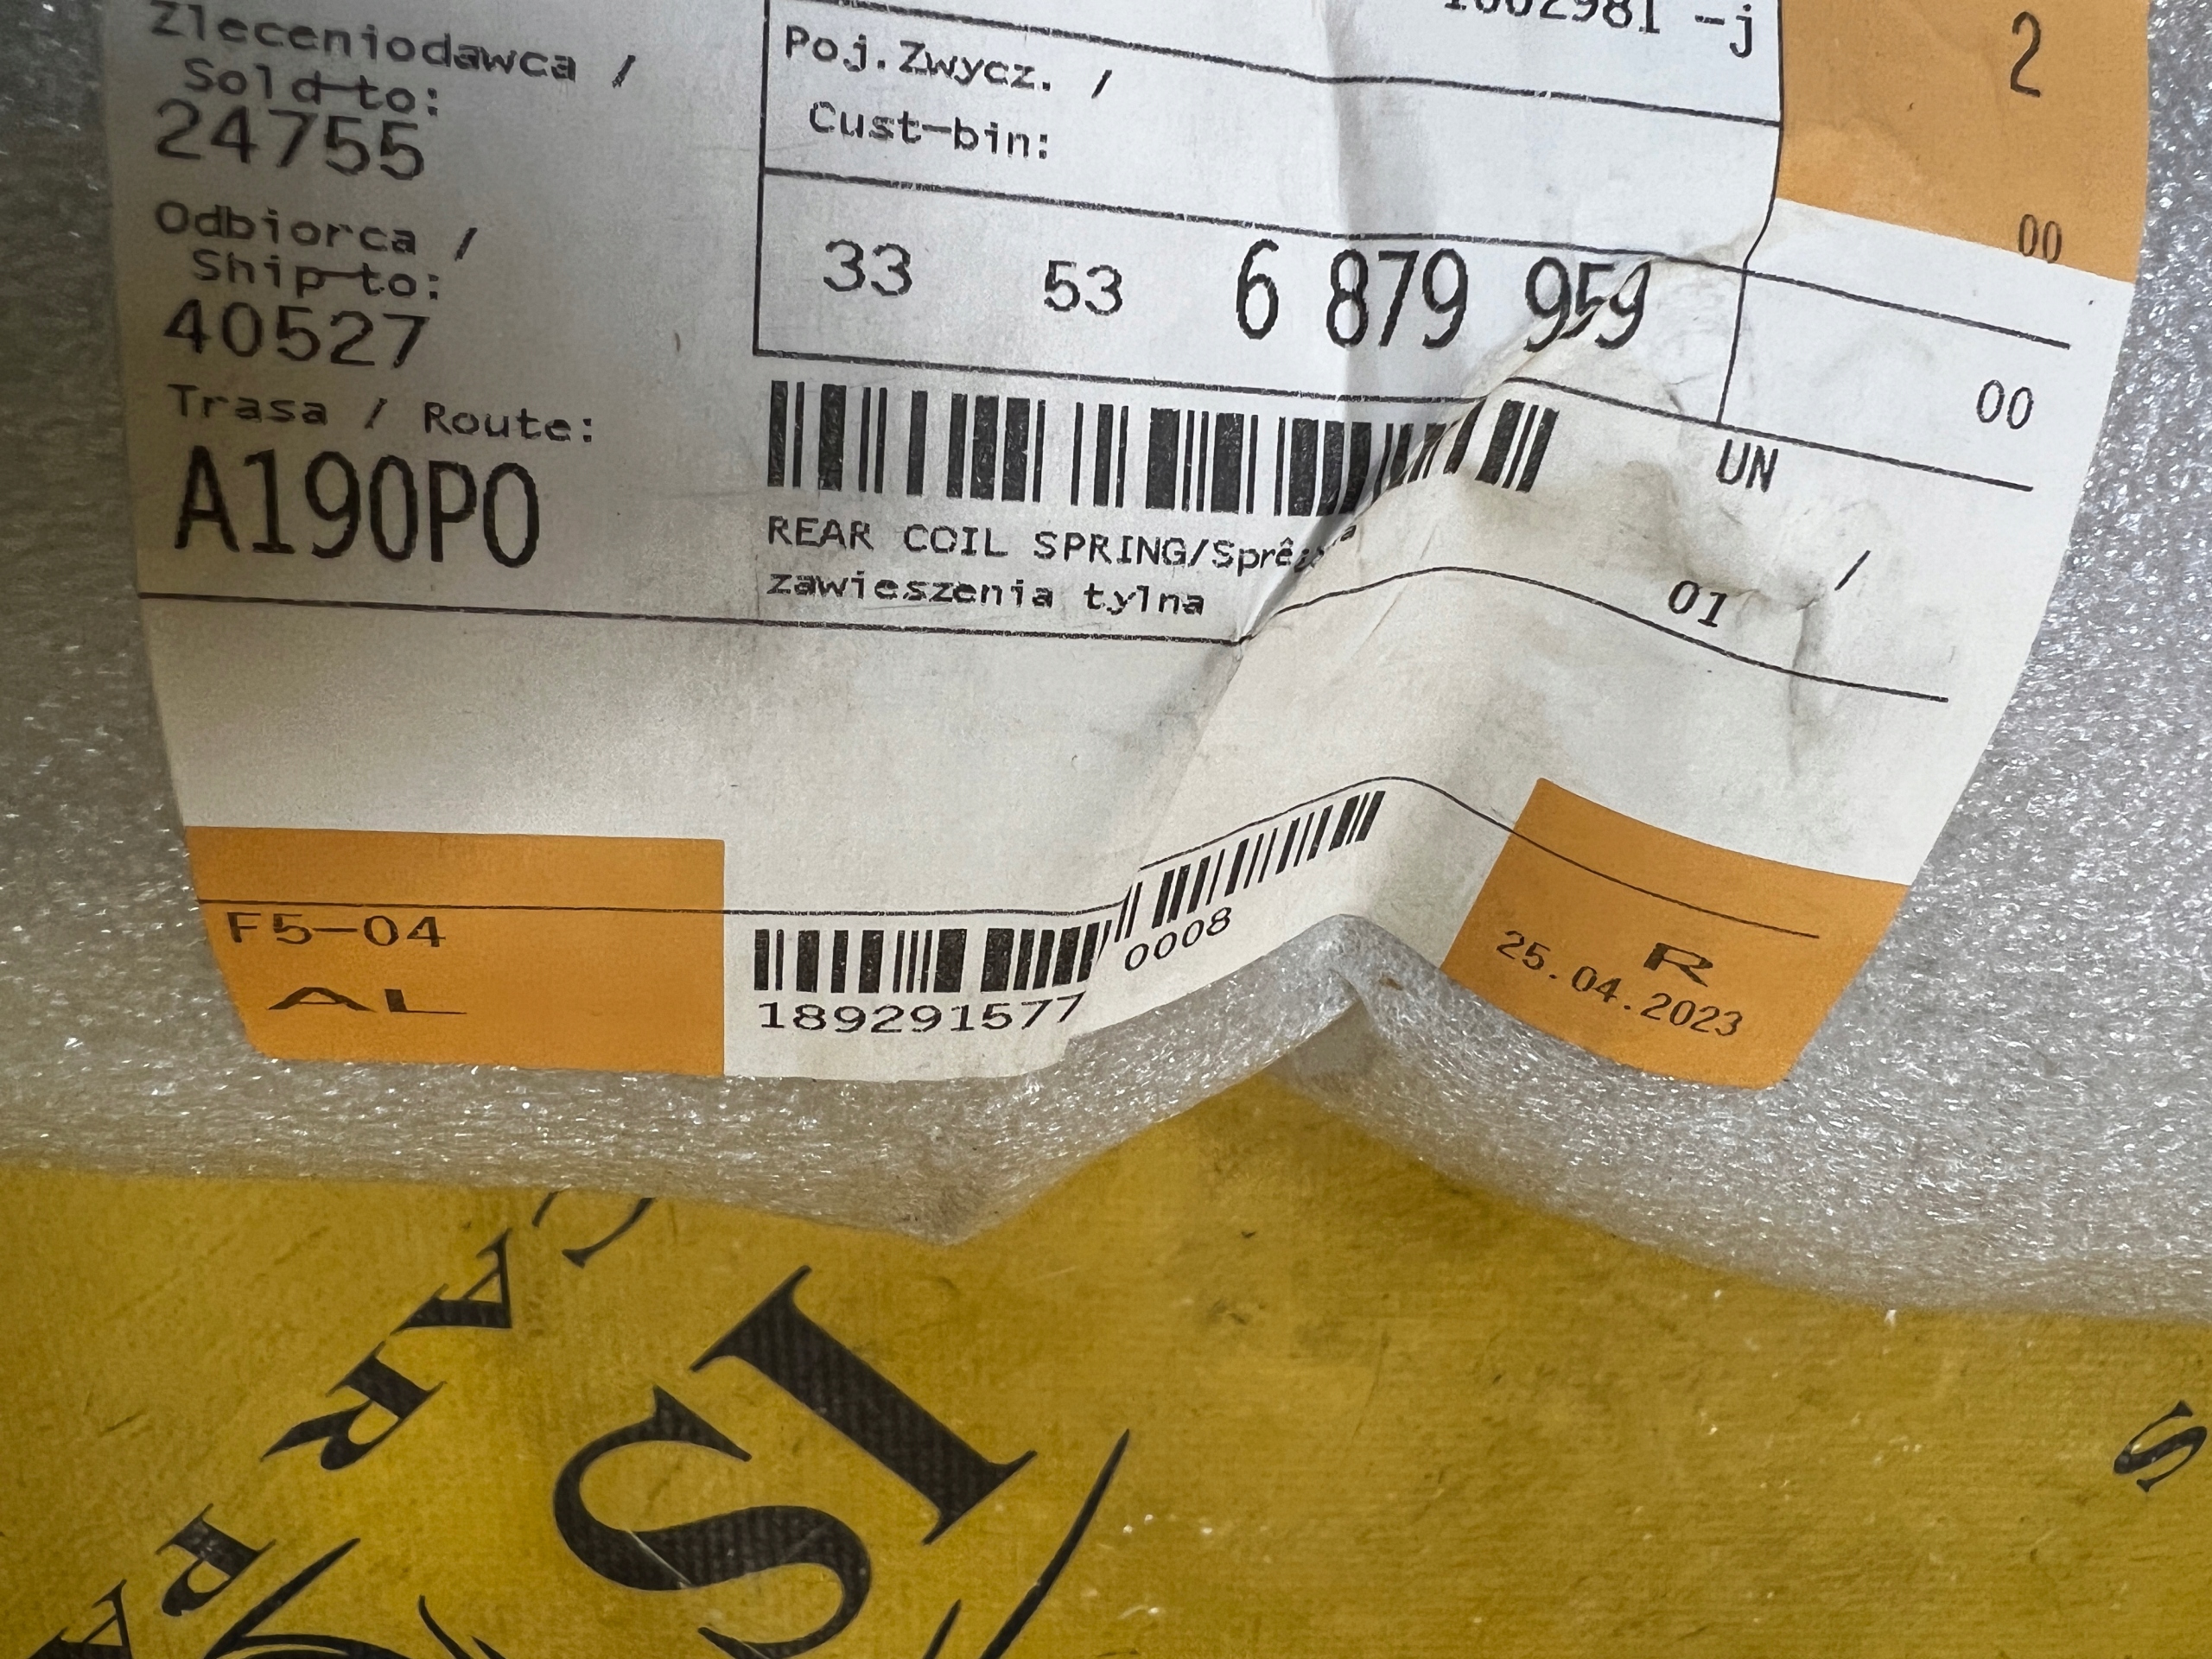 Zleceniodawca /
Sold-to:
24755
Odbiorca /
Ship-to:
40527
Trasa / Route:
A190PO
-j
2
Poj.Zwycz. /
Cust-bin:
00
33 53 6 879 959
00
UN
REAR COIL SPRING/
zawieszenia tylna
01 /
F5-04
AL
189291577
0008
R
25.04.2023
SI
S